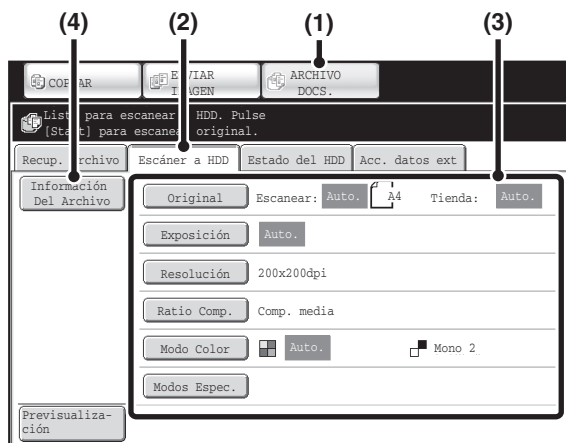 (4) (2) (1) (3)
ENVIAR ARCHIVO
COPIAR IMAGEN DOCS.
Listo para escanear a HDD. Pulse
[Start] para escanear original.
Recup. Archivo Escáner a HDD Estado del HDD Acc. datos ext
Información
Del Archivo
Original Escanear: Auto. A4 Tienda: Auto.
Exposición Auto.
Resolución 200x200dpi
Ratio Comp. Comp. media
Modo Color Auto. Mono 2
Modos Espec.
Previsualiza-
ción